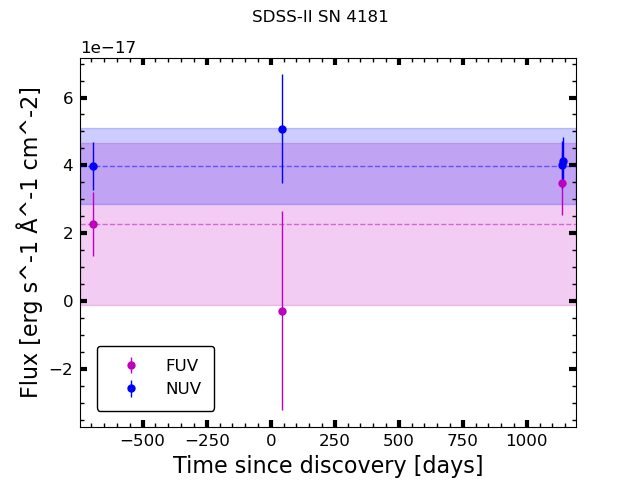 SDSS-II SN 4181
1e−17
6
4
2
0
−2
Flux [erg s^-1 Å^-1 cm^-2]
FUV
NUV
−500 −250 0 250 500 750 1000
Time since discovery [days]